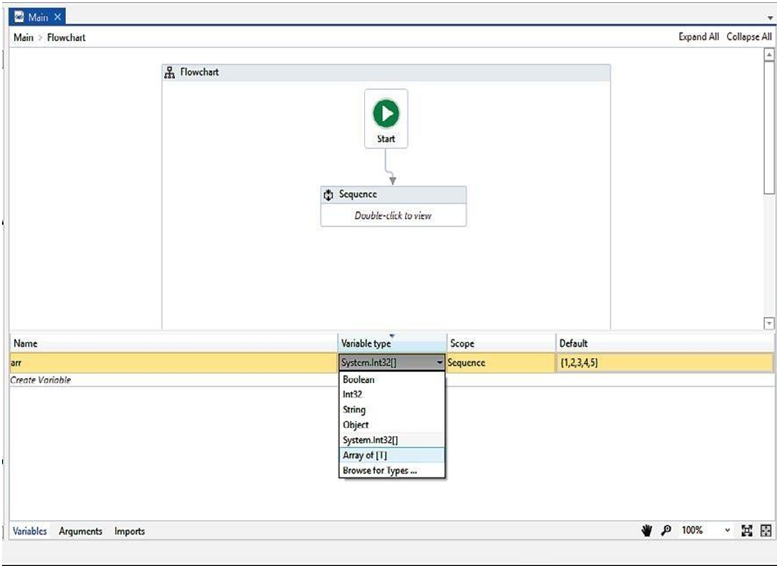 Main
Main > Flowchart
Expand All Collapse All
Flowchart
Start
Sequence
Double-click to view
Name Variable type Scope Default
arr System.Int32[] Sequence {1,2,3,4,5}
Create Variable
Boolean
Int32
String
Object
System.Int32[]
Array of [T]
Browse for Types ...
Variables Arguments Imports
100%